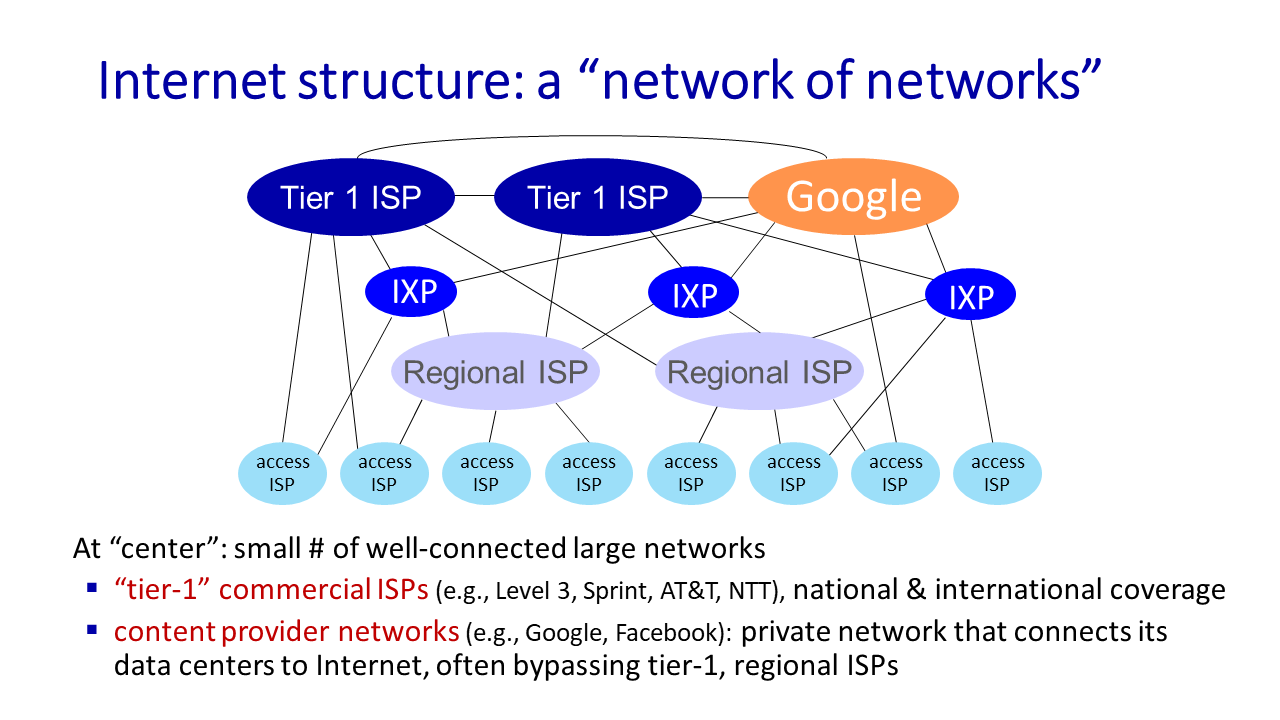 Internet structure: a “network of networks”
Tier 1 ISP
Tier 1 ISP
Google
IXP
IXP
IXP
Regional ISP
Regional ISP
access
ISP
access
ISP
access
ISP
access
ISP
access
ISP
access
ISP
access
ISP
access
ISP
At “center”: small # of well-connected large networks
▪ “tier-1” commercial ISPs (e.g., Level 3, Sprint, AT&T, NTT), national & international coverage
▪ content provider networks (e.g., Google, Facebook): private network that connects its
data centers to Internet, often bypassing tier-1, regional ISPs